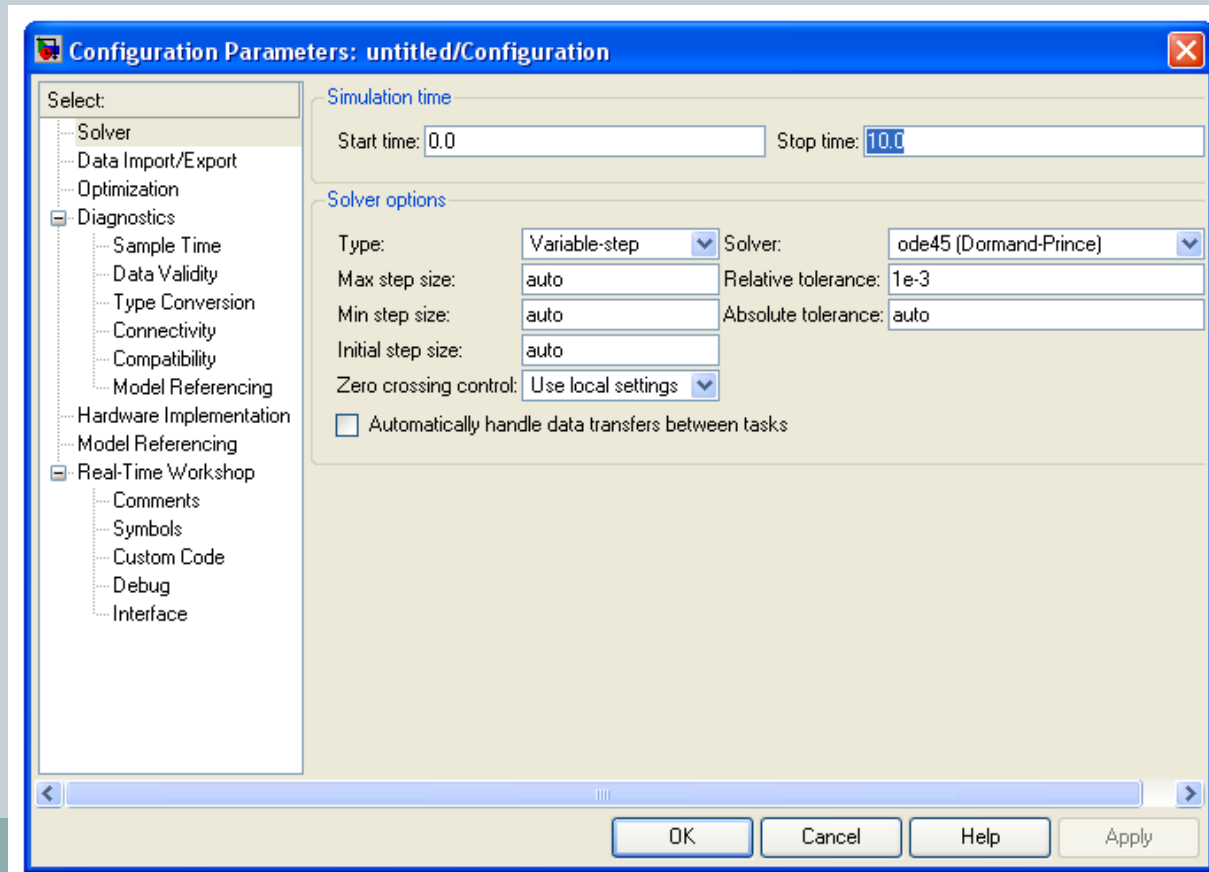 Configuration Parameters: untitled/Configuration
Select:
Solver
Data Import/Export
Optimization
Diagnostics
Sample Time
Data Validity
Type Conversion
Connectivity
Compatibility
Model Referencing
Hardware Implementation
Model Referencing
Real-Time Workshop
Comments
Symbols
Custom Code
Debug
Interface
Simulation time
Start time: 0.0 Stop time: 10.0
Solver options
Type: Variable-step Solver: ode45 (Dormand-Prince)
Max step size: auto Relative tolerance: 1e-3
Min step size: auto Absolute tolerance: auto
Initial step size: auto
Zero crossing control: Use local settings
Automatically handle data transfers between tasks
OK Cancel Help Apply